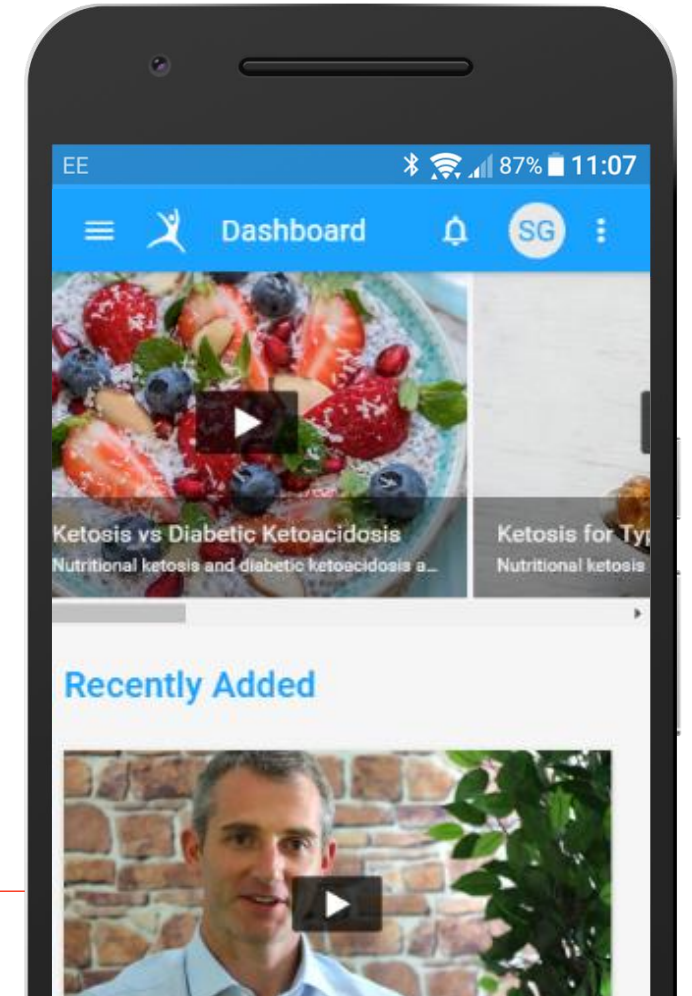 EE 87% 11:07
Dashboard SG
Ketosis vs Diabetic Ketoacidosis
Nutritional ketosis and diabetic ketoacidosis a...
Ketosis for Typ
Nutritional ketosis
Recently Added